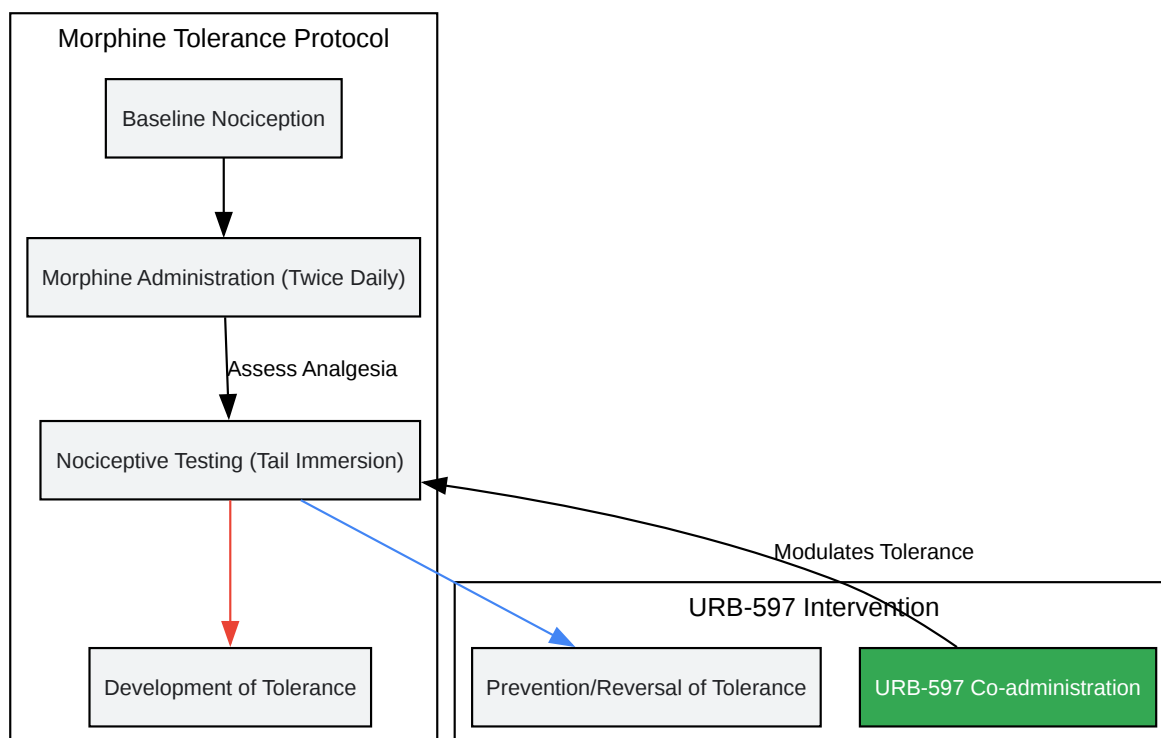 Morphine Tolerance Protocol
Baseline Nociception
Morphine Administration (Twice Daily)
Assess Analgesia
Nociceptive Testing (Tail Immersion)
Modulates Tolerance
URB-597 Intervention
Development of Tolerance
Prevention/Reversal of Tolerance
URB-597 Co-administration